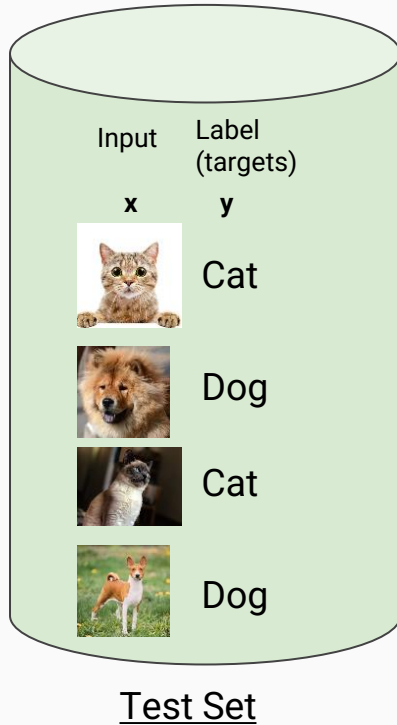 Input
Label
(targets)
x
y
Cat
Dog
Cat
Dog
Test Set